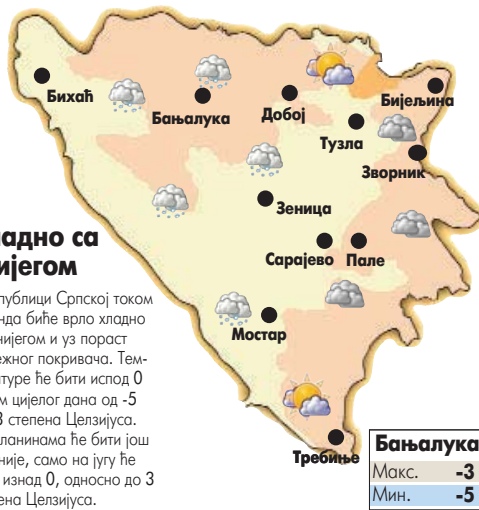 Бихаћ
Бањалука
Добој
Бијељина
Тузла
Зворник
Зеница
Сарајево
Пале
Мостар
Требиње
ладно са
ијегом
публици Српској током
нда биће врло хладно
нијегом и уз пораст
ежног покривача. Тем-
атуре ће бити испод 0
м цијелог дана од -5
3 степена Целзијуса.
ланинама ће бити још
није, само на југу ће
изнад 0, односно до 3
ена Целзијуса.
Бањалука
Макс. -3
Мин. -5